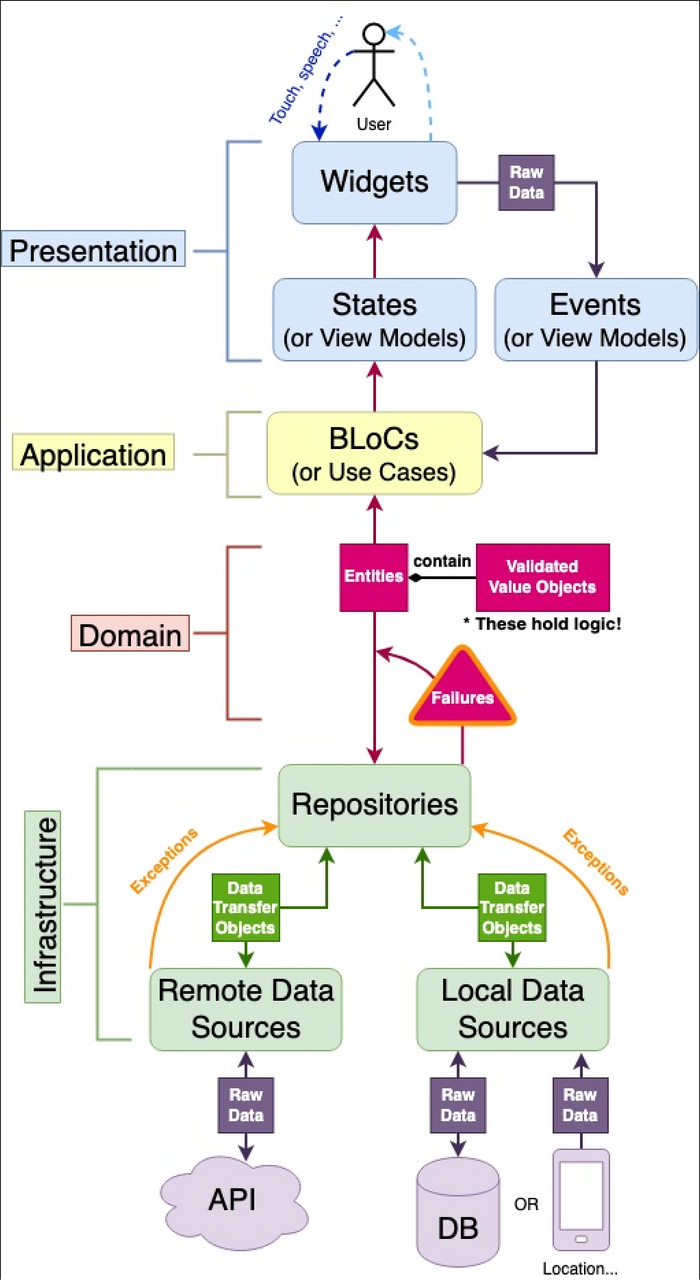 Touch, speech, ...
User
Widgets
Raw
Data
Presentation
States
(or View Models)
Events
(or View Models)
Application
BLoCs
(or Use Cases)
Entities
contain
Validated
Value Objects
* These hold logic!
Domain
Failures
Infrastructure
Repositories
Exceptions
Exceptions
Data
Transfer
Objects
Data
Transfer
Objects
Remote Data
Sources
Local Data
Sources
Raw
Data
Raw
Data
Raw
Data
API
DB
OR
Location...